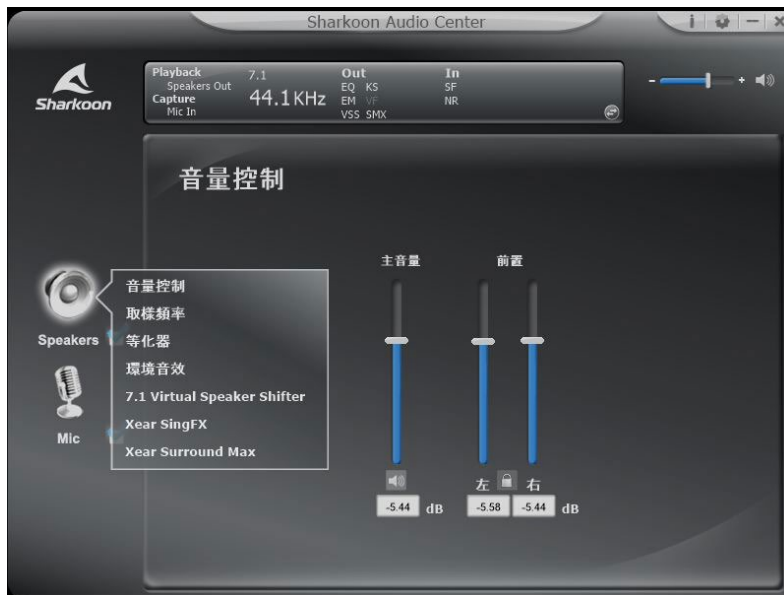 Sharkoon Audio Center
Sharkoon
Playback 7.1 Out In
Speakers Out EQ KS SF
Capture 44.1KHz EM VF NR
Mic In VSS SMX
- +
音量控制
主音量 前置
音量控制
取樣頻率
Speakers 等化器
環境音效
7.1 Virtual Speaker Shifter
Xear SingFX
Mic
Xear Surround Max
左 右
-5.44 dB -5.58 -5.44 dB